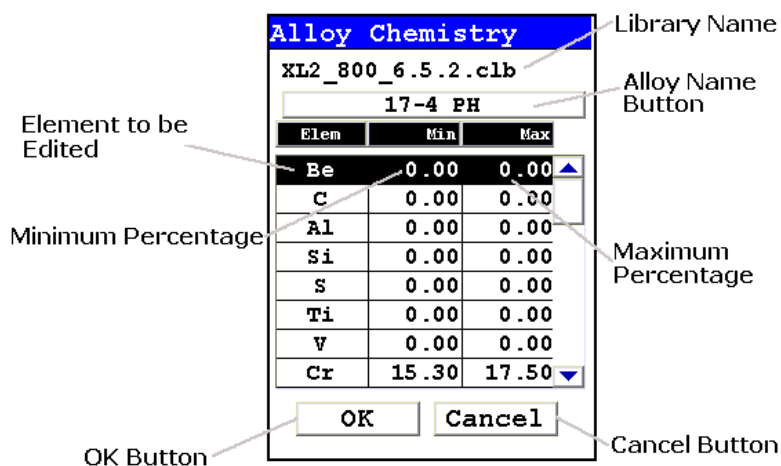 Alloy Chemistry
Library Name
XL2_800_6.5.2.clb
Alloy Name
Button
17-4 PH
Element to be
Edited
Elem Min Max
Be 0.00 0.00
C 0.00 0.00
Minimum Percentage
Al 0.00 0.00
Si 0.00 0.00
Maximum
Percentage
S 0.00 0.00
Ti 0.00 0.00
V 0.00 0.00
Cr 15.30 17.50
OK Cancel
OK Button
Cancel Button